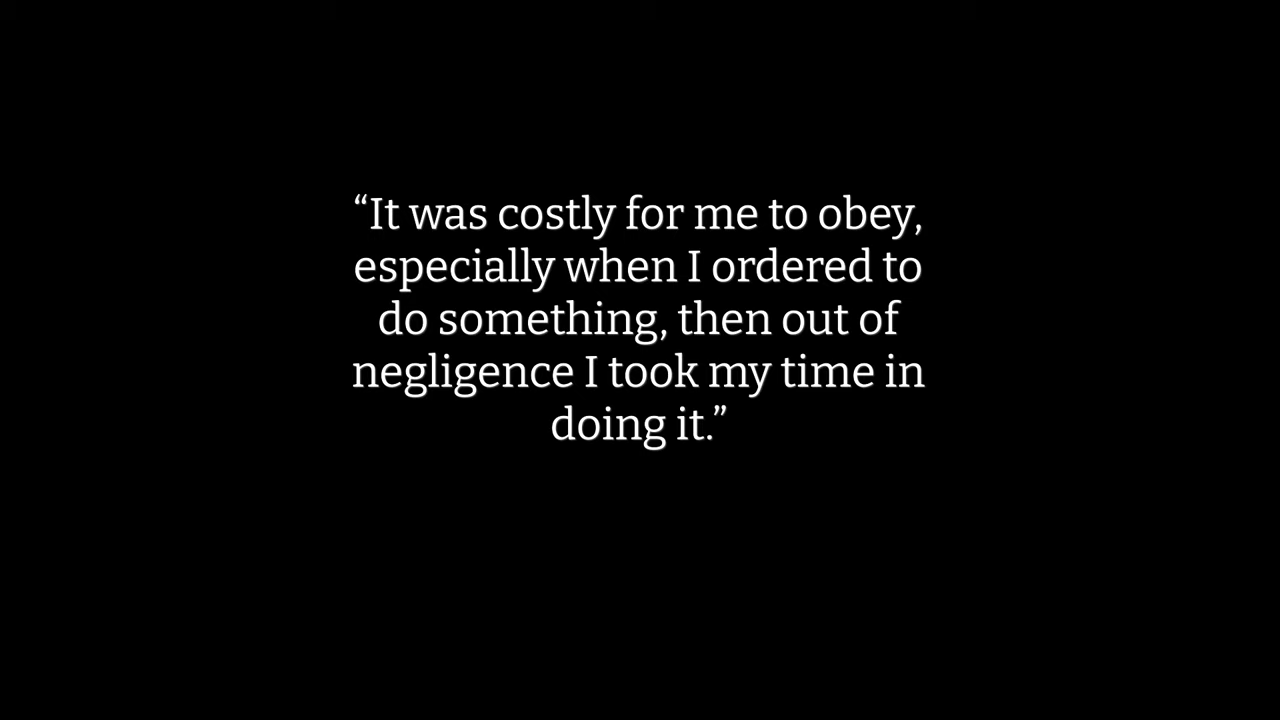 “It was costly for me to obey,
especially when I ordered to
do something, then out of
negligence I took my time in
doing it.”